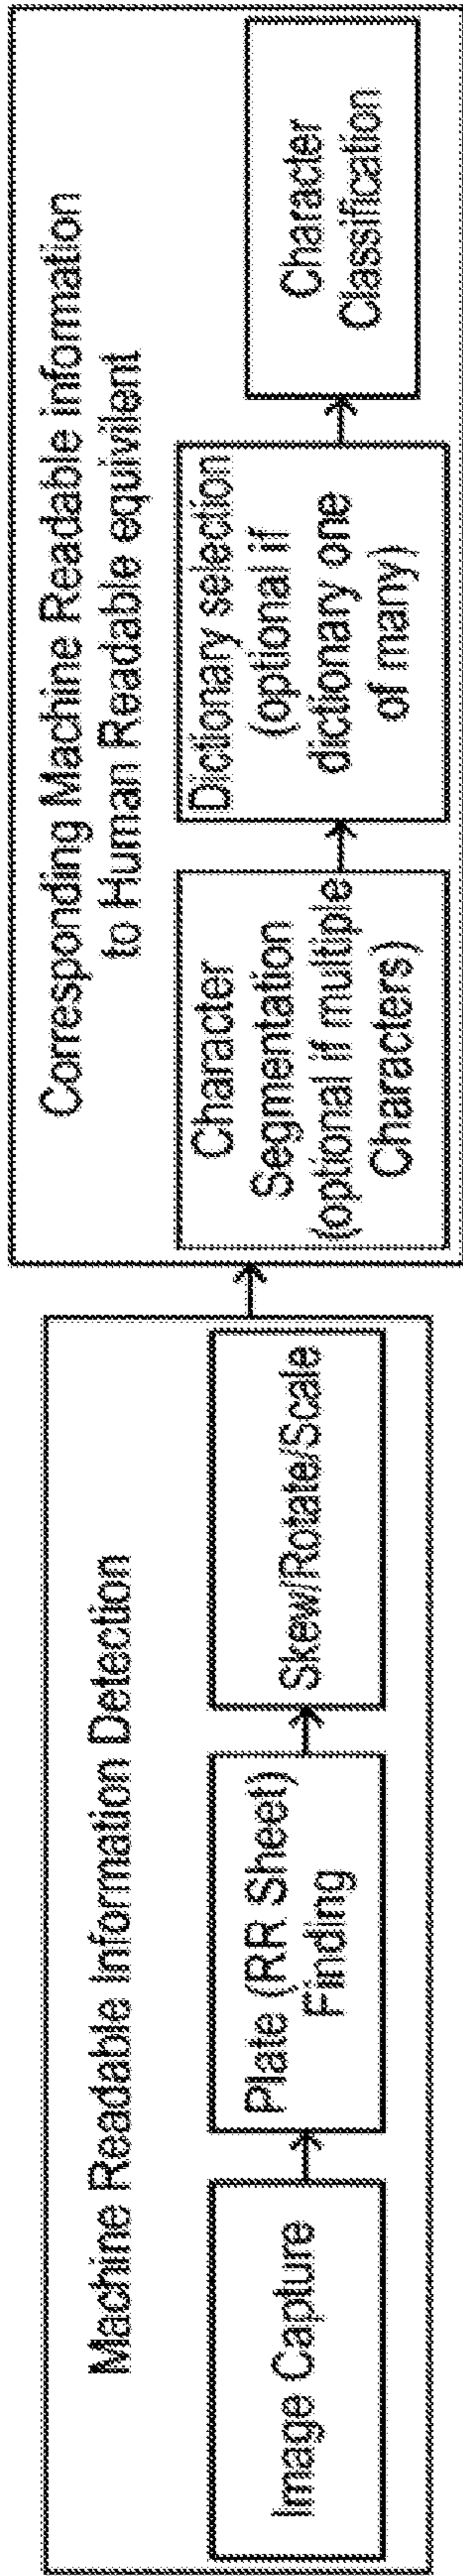 Machine Readable Information Detection
Image Capture
Plate (RR Sheet)
Finding
Skew/Rotate/Scale
Corresponding Machine Readable information
to Human Readable equivilent
Character
Segmentation
(optional if multiple
Characters)
Dictionary selection
(optional if
dictionary one
of many)
Character
Classification